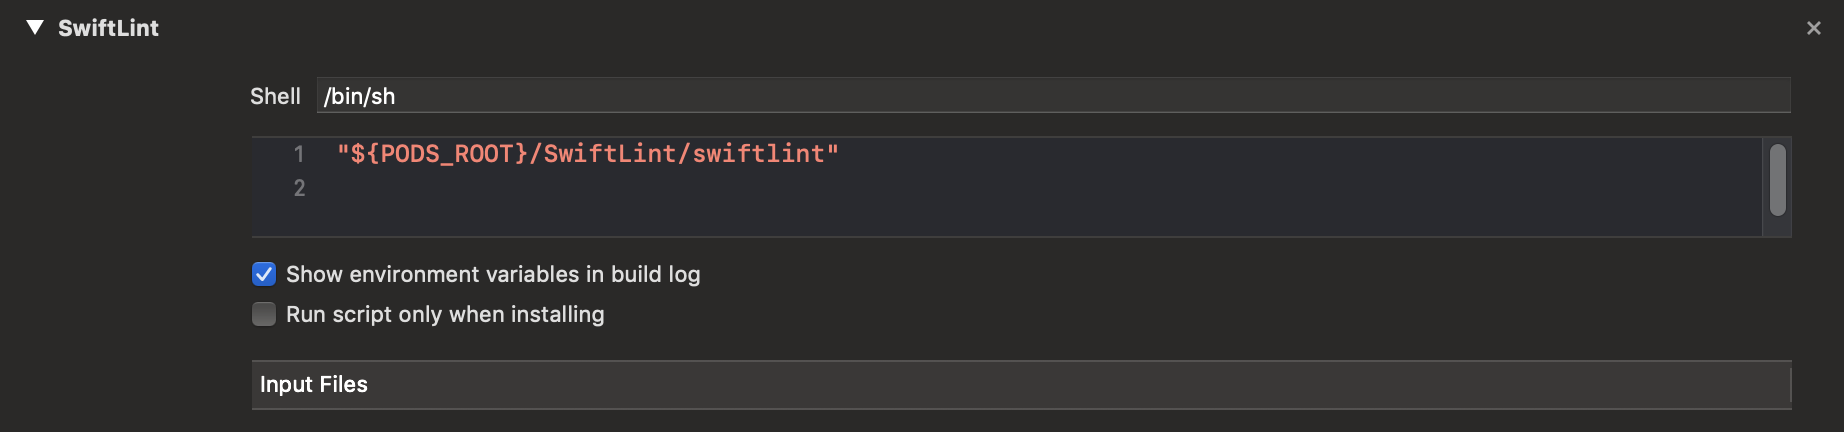 SwiftLint
Shell /bin/sh
1 "${PODS_ROOT}/SwiftLint/swiftlint"
2
Show environment variables in build log
Run script only when installing
Input Files